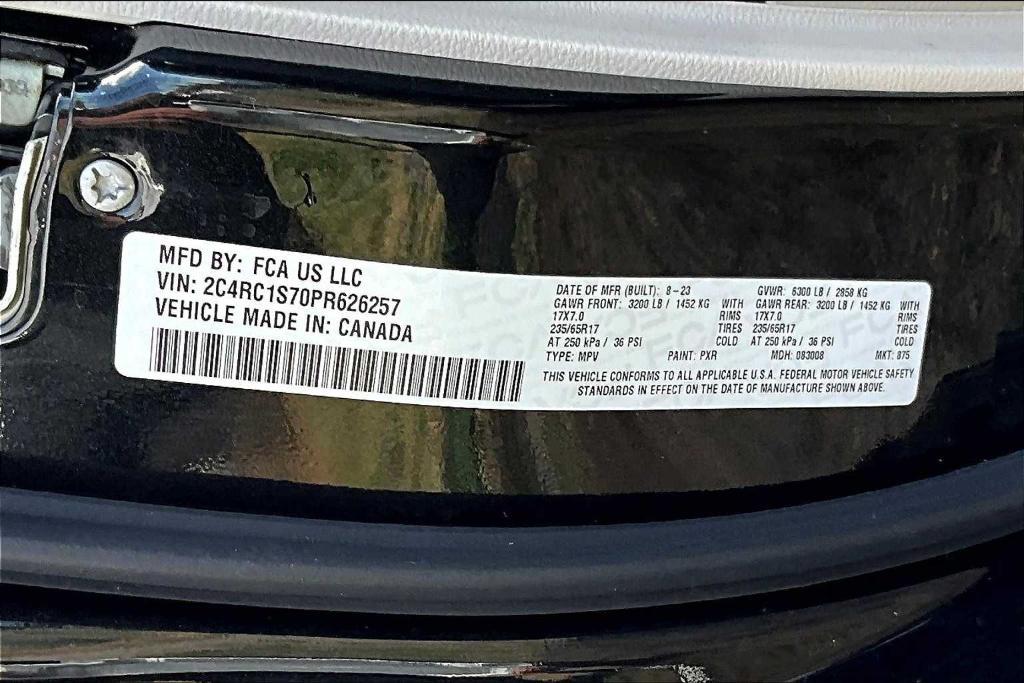 MFD BY: FCA US LLC
VIN: 2C4RC1S70PR626257
VEHICLE MADE IN: CANADA
DATE OF MFR (BUILT): 8-23 GVWR: 6300 LB / 2858 KG
GAWR FRONT: 3200 LB / 1452 KG WITH GAWR REAR: 3200 LB / 1452 KG WITH
17X7.0 RIMS 17X7.0 RIMS
235/65R17 TIRES 235/65R17 TIRES
AT 250 kPa / 36 PSI COLD AT 250 kPa / 36 PSI COLD
TYPE: MPV PAINT: PXR MDH: 083008 MKT: 875
THIS VEHICLE CONFORMS TO ALL APPLICABLE U.S.A. FEDERAL MOTOR VEHICLE SAFETY
STANDARDS IN EFFECT ON THE DATE OF MANUFACTURE SHOWN ABOVE.